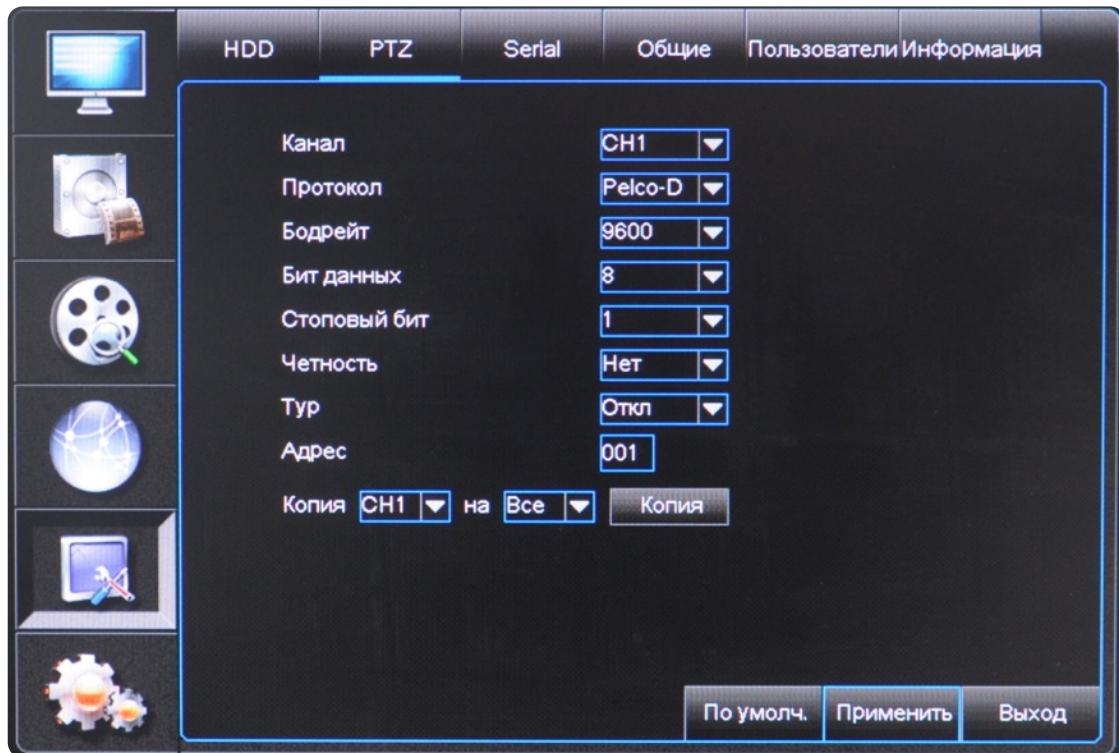 HDD PTZ Serial Общие Пользователи Информация
Канал CH1
Протокол Pelco-D
Бодрейт 9600
Бит данных 8
Стоповый бит 1
Четность Нет
Тур Откл
Адрес 001
Копия CH1 на Все Копия
По умолч. Применить Выход